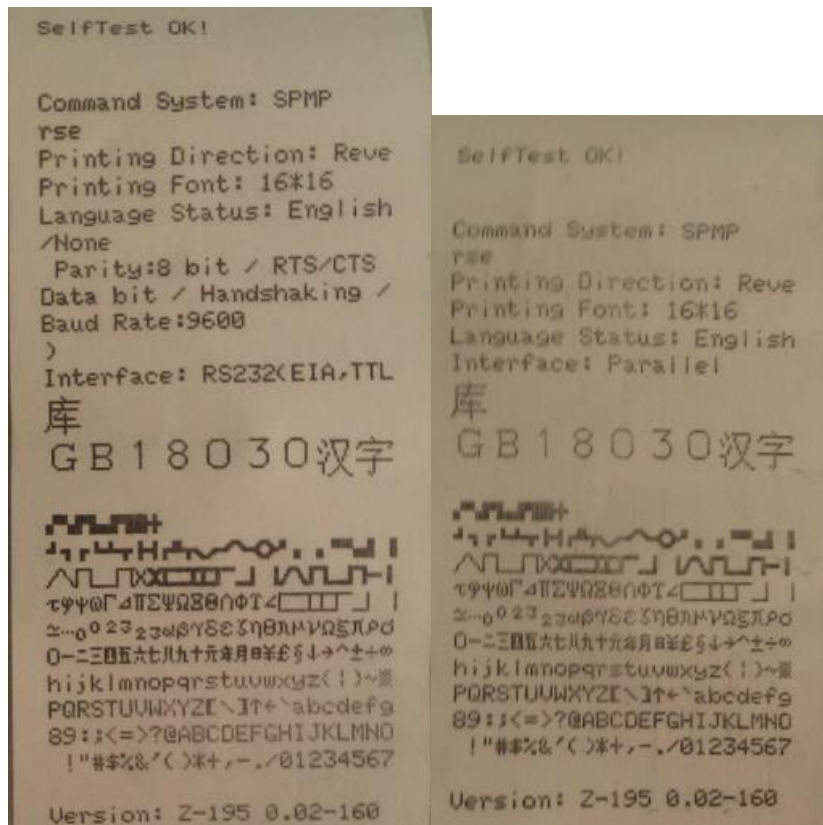 SelfTest OK!
Command System: SPMP
rse
Printing Direction: Reve
Printing Font: 16*16
Language Status: English
/None
Parity:8 bit / RTS/CTS
Data bit / Handshaking /
Baud Rate:9600
)
Interface: RS232(EIA,TTL
库
GB18030汉字
hijklmnopqrstuvwxyz{¦}~
PQRSTUVWXYZ[\]↑←`abcdefg
89:;<=>?@ABCDEFGHIJKLMNO
!"#$%&'()*+,-./01234567
Version: Z-195 0.02-160
SelfTest OK!
Command System: SPMP
rse
Printing Direction: Reve
Printing Font: 16*16
Language Status: English
Interface: Parallel
库
GB18030汉字
hijklmnopqrstuvwxyz{¦}~
PQRSTUVWXYZ[\]↑←`abcdefg
89:;<=>?@ABCDEFGHIJKLMNO
!"#$%&'()*+,-./01234567
Version: Z-195 0.02-160